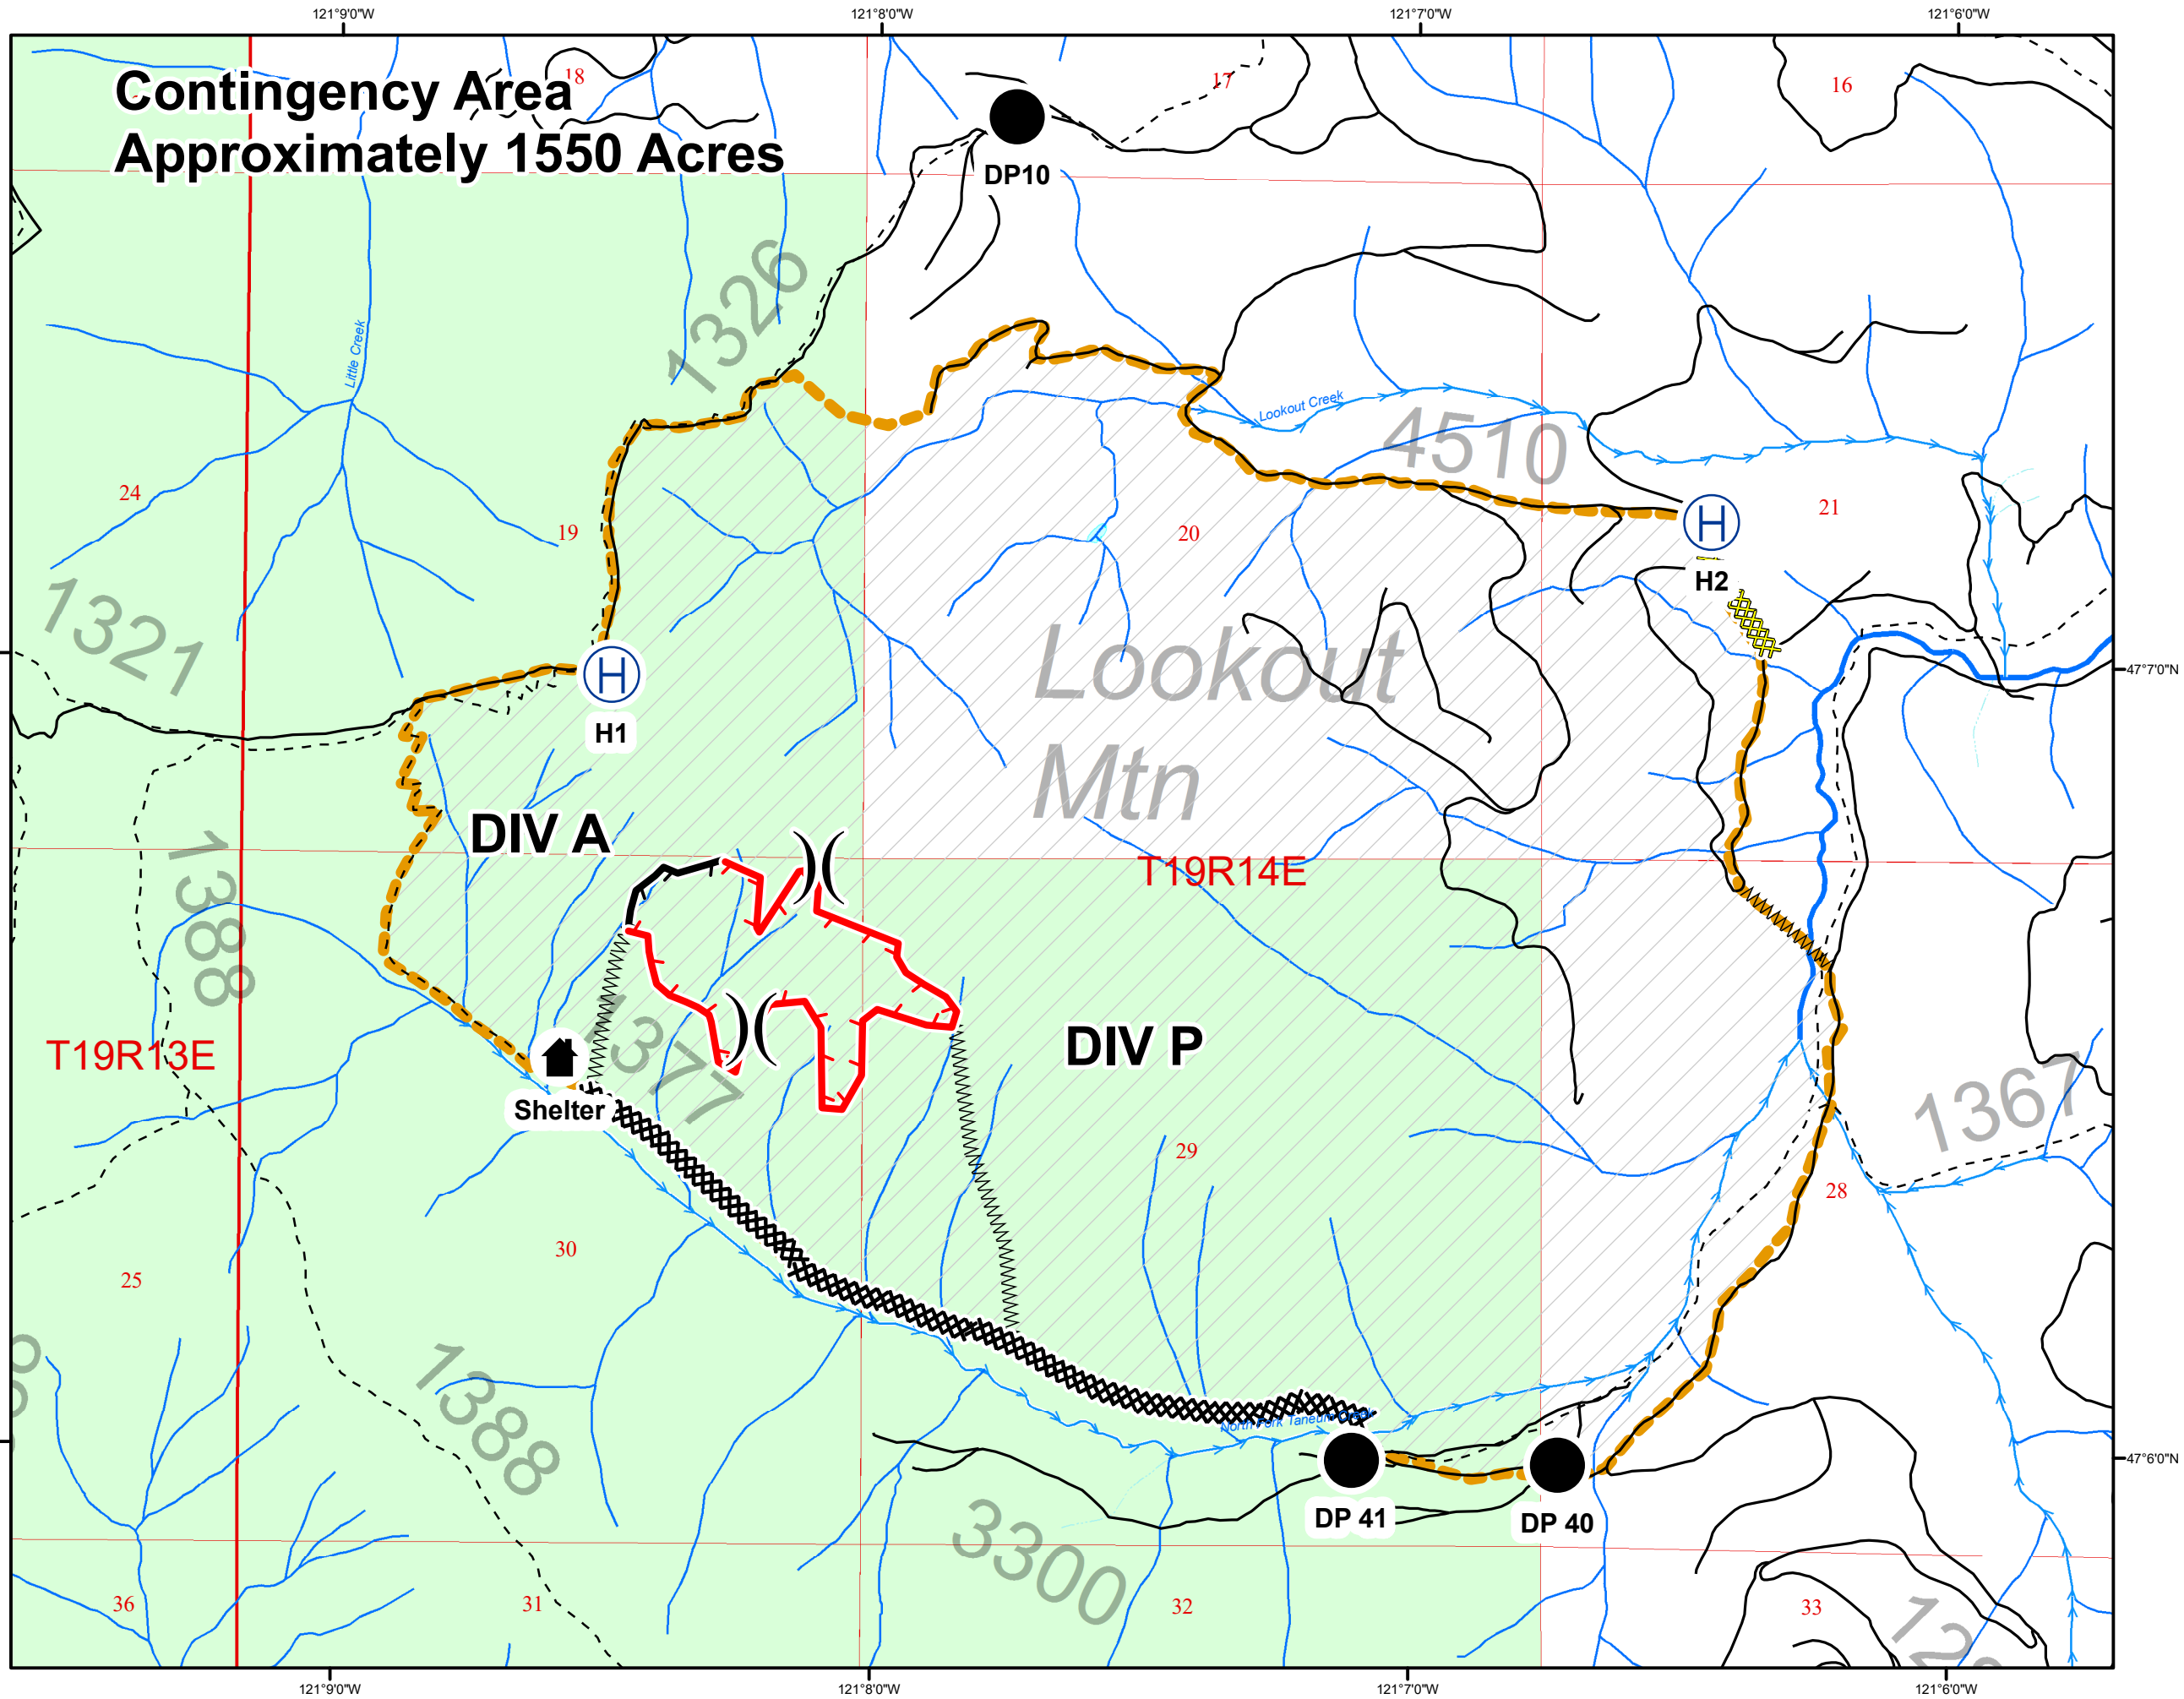 121°9'0"W
121°8'0"W
121°7'0"W
121°6'0"W
Contingency Area
Approximately 1550 Acres
18
17
16
DP10
1326
Little Creek
Lookout Creek
4510
24
19
20
21
H
H2
1321
Lookout
Mtn
47°7'0"N
H
H1
DIV A
1388
T19R14E
T19R13E
1377
DIV P
Shelter
1367
29
28
30
25
1388
North Fork Taneum Creek
47°6'0"N
DP 41
DP 40
3300
36
31
32
33
121°9'0"W
121°8'0"W
121°7'0"W
121°6'0"W